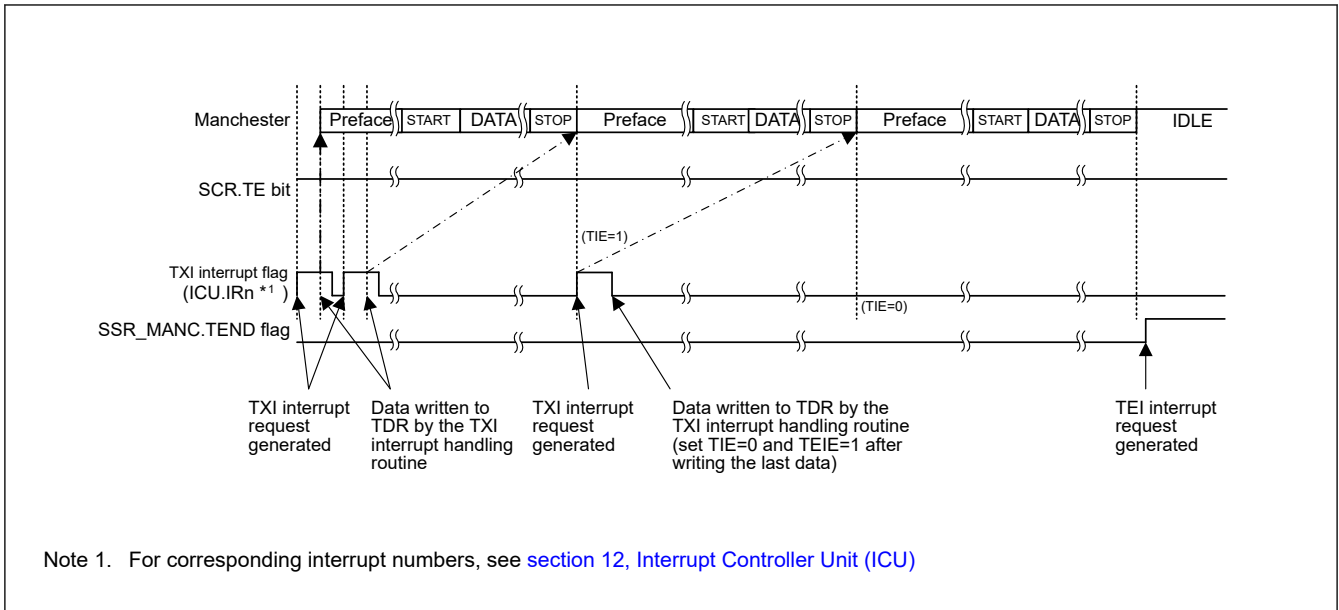 Manchester
Preface START DATA STOP Preface START DATA STOP Preface START DATA STOP IDLE
SCR.TE bit
(TIE=1)
TXI interrupt flag
(ICU.IRn *1 )
(TIE=0)
SSR_MANC.TEND flag
TXI interrupt
request
generated
Data written to
TDR by the TXI
interrupt handling
routine
TXI interrupt
request
generated
Data written to TDR by the
TXI interrupt handling routine
(set TIE=0 and TEIE=1 after
writing the last data)
TEI interrupt
request
generated
Note 1. For corresponding interrupt numbers, see section 12, Interrupt Controller Unit (ICU)